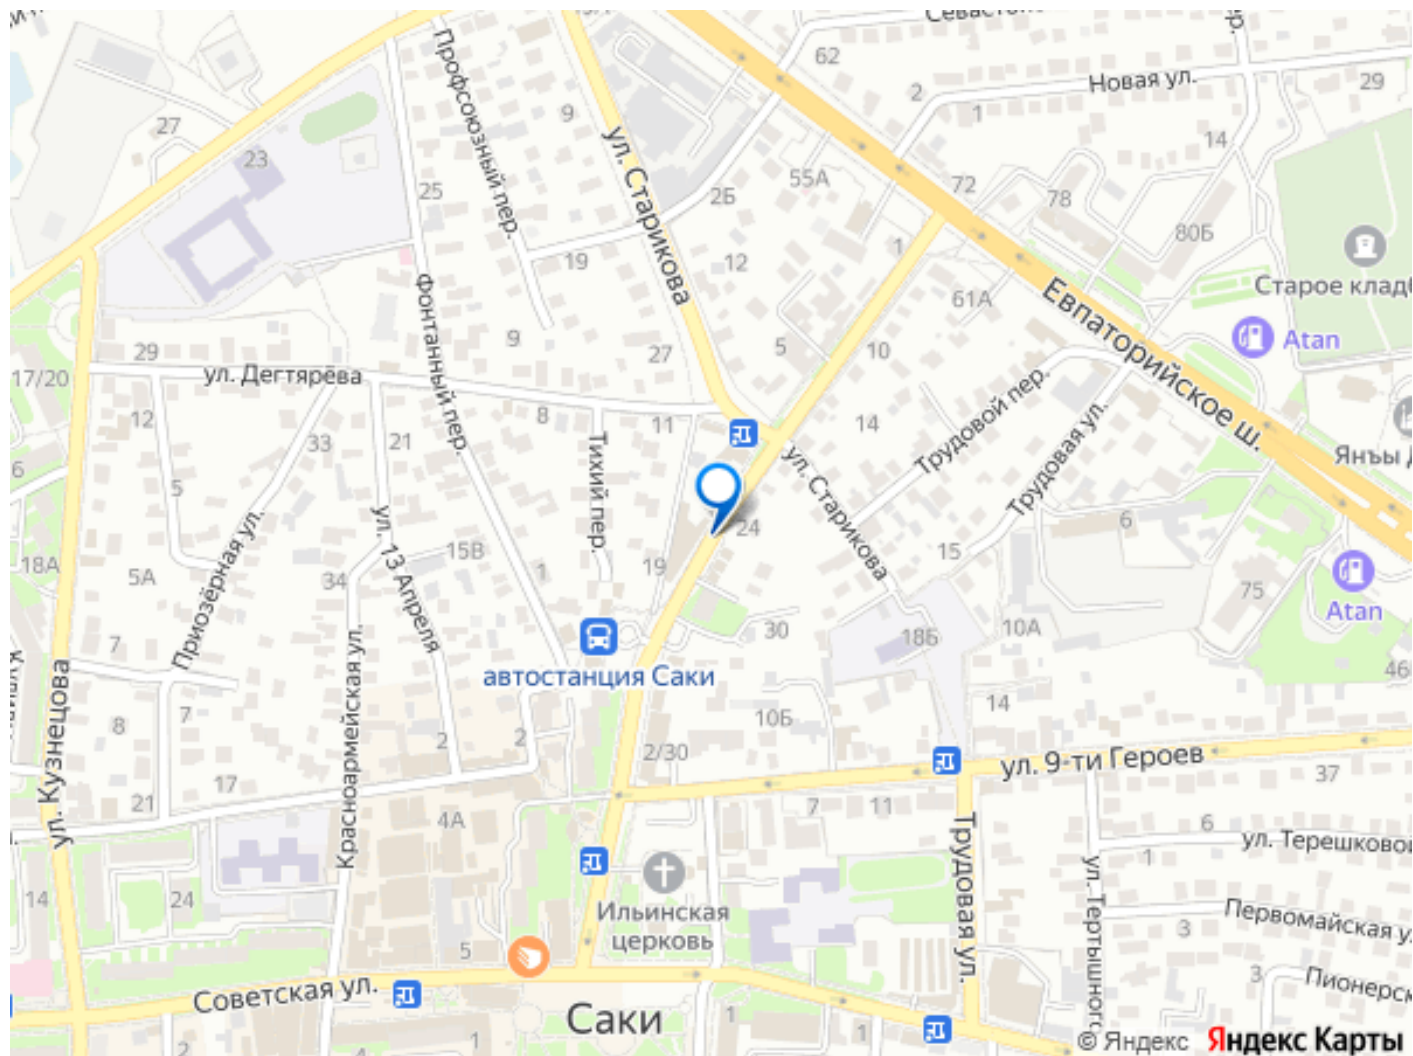 Севасто
62
Новая ул.
29
2
1
14
27
23
Профсоюзный пер.
9
ул. Старикова
2Б
55А
72
78
80Б
25
19
12
1
Старое кладб
61А
Евпаторийское ш.
Atan
Фонтанный пер.
9
27
5
10
29
17/20
ул. Дегтярёва
12
8
11
14
Трудовой пер.
Трудовая ул.
33
21
Тихий пер.
ул. Старикова
Янъы
6
5
24
6
15
18А
5А
Приозёрная ул.
34
ул. 13 Апреля
15В
1
19
75
Atan
30
18Б
10А
7
автостанция Саки
46
14
8
7
Красноармейская ул.
2
2
10Б
2/30
ул. Кузнецова
17
21
ул. 9-ти Героев
37
4А
7
11
6
1
ул. Терешковой
14
24
Ильинская
церковь
Трудовая ул.
ул. Тертышного
Первомайская у
3
5
3
Пионерск
Советская ул.
Саки
1
1
2
1
© Яндекс Яндекс Карты